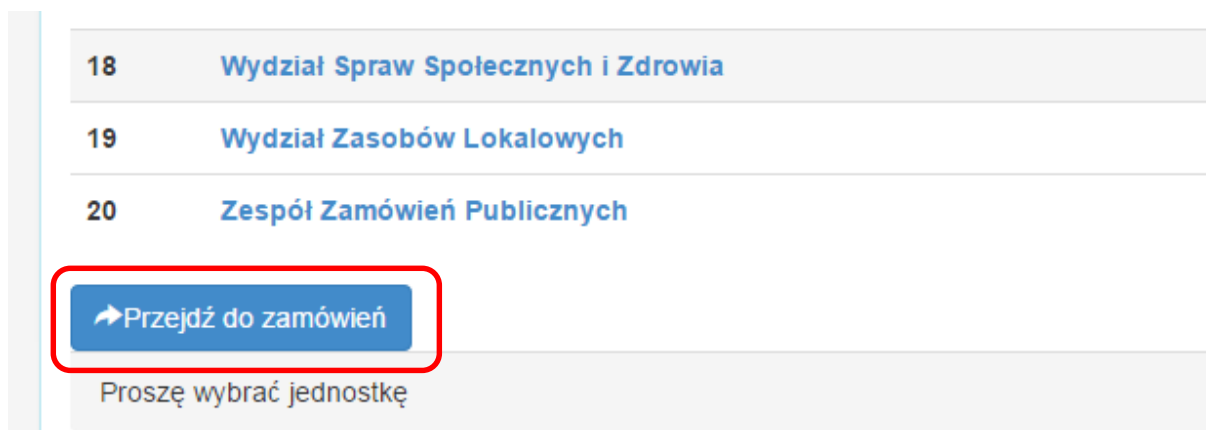 18 Wydział Spraw Społecznych i Zdrowia
19 Wydział Zasobów Lokalowych
20 Zespół Zamówień Publicznych
Przejdź do zamówień
Proszę wybrać jednostkę